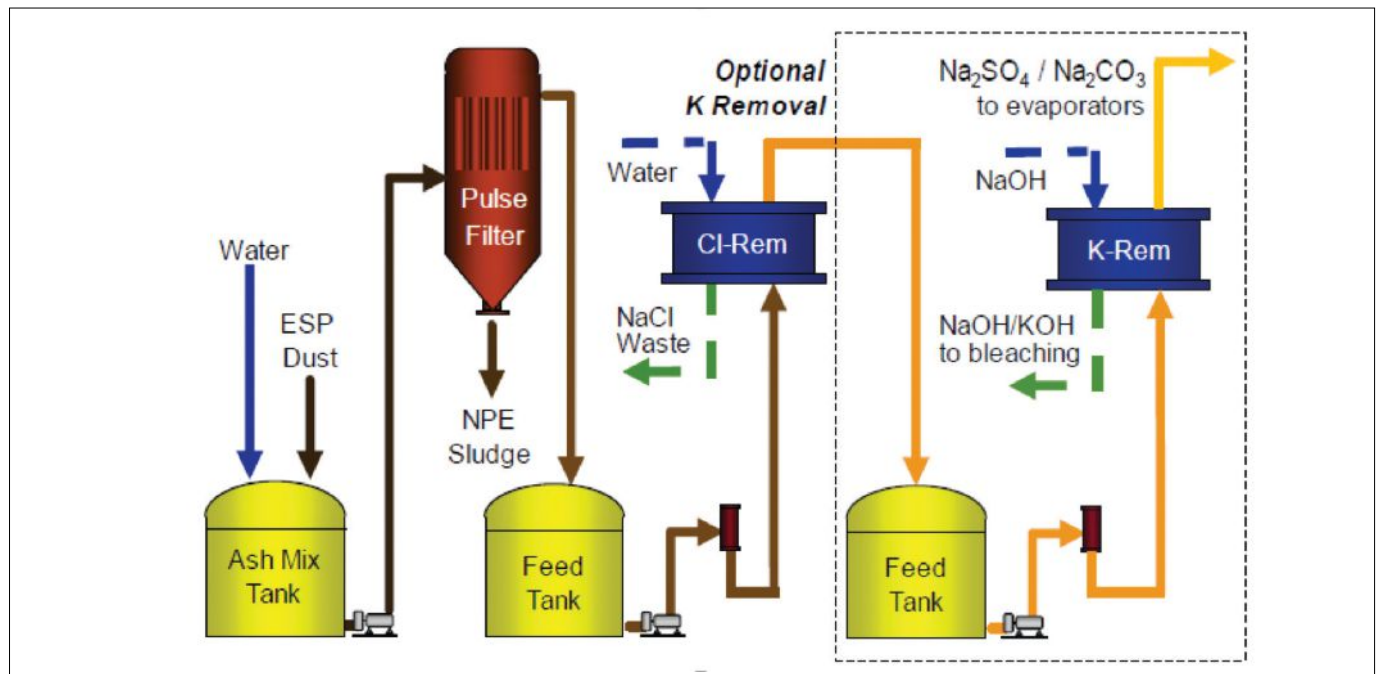 Optional
K Removal
Na₂SO₄ / Na₂CO₃
to evaporators
Water
NaOH
Pulse
Filter
Cl-Rem
K-Rem
Water
ESP
Dust
NaCl
Waste
NaOH/KOH
to bleaching
NPE
Sludge
Ash Mix
Tank
Feed
Tank
Feed
Tank